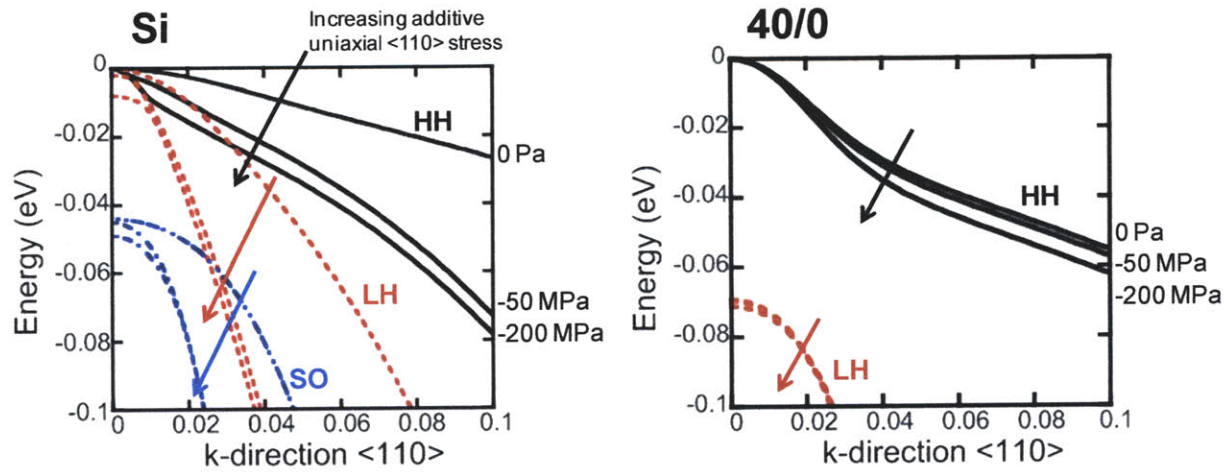 Si
Increasing additive
uniaxial <110> stress
0
-0.02
-0.04
-0.06
-0.08
-0.1
Energy (eV)
HH
LH
SO
0 Pa
-50 MPa
-200 MPa
0 0.02 0.04 0.06 0.08 0.1
k-direction <110>
40/0
0
-0.02
-0.04
-0.06
-0.08
-0.1
Energy (eV)
HH
LH
0 Pa
-50 MPa
-200 MPa
0 0.02 0.04 0.06 0.08 0.1
k-direction <110>